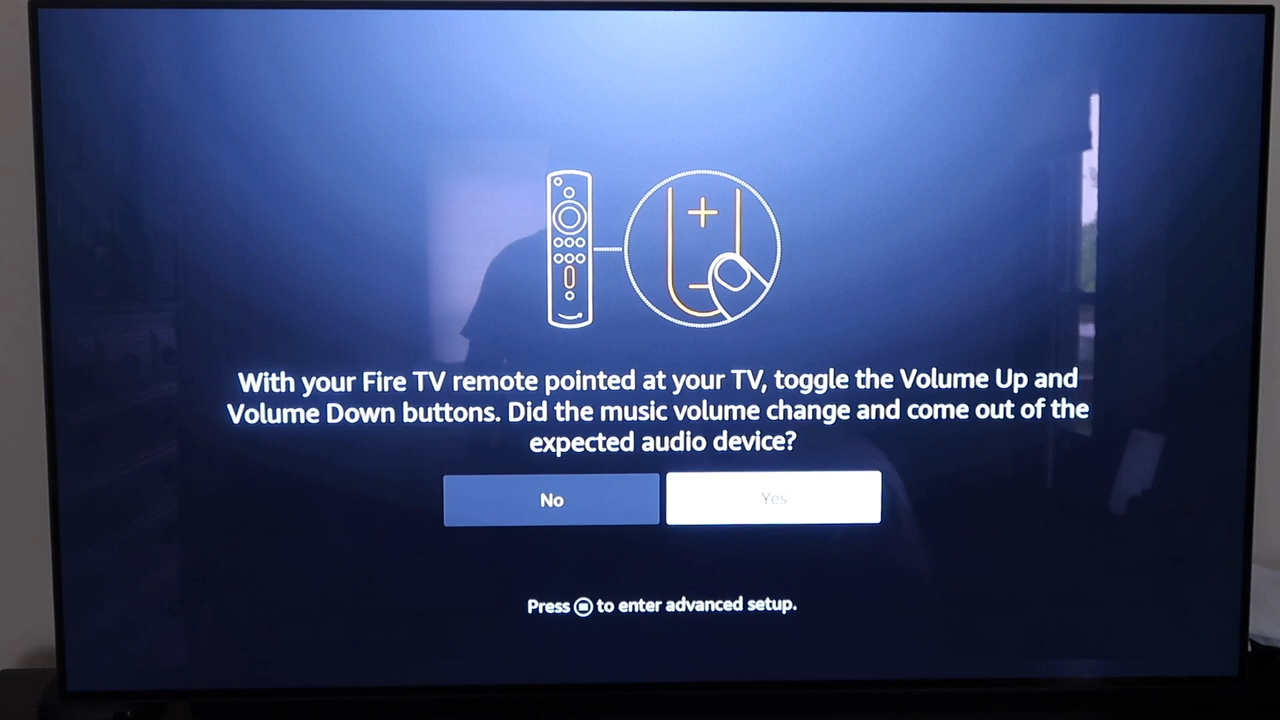 With your Fire TV remote pointed at your TV, toggle the Volume Up and
Volume Down buttons. Did the music volume change and come out of the
expected audio device?
No
Yes
Press to enter advanced setup.